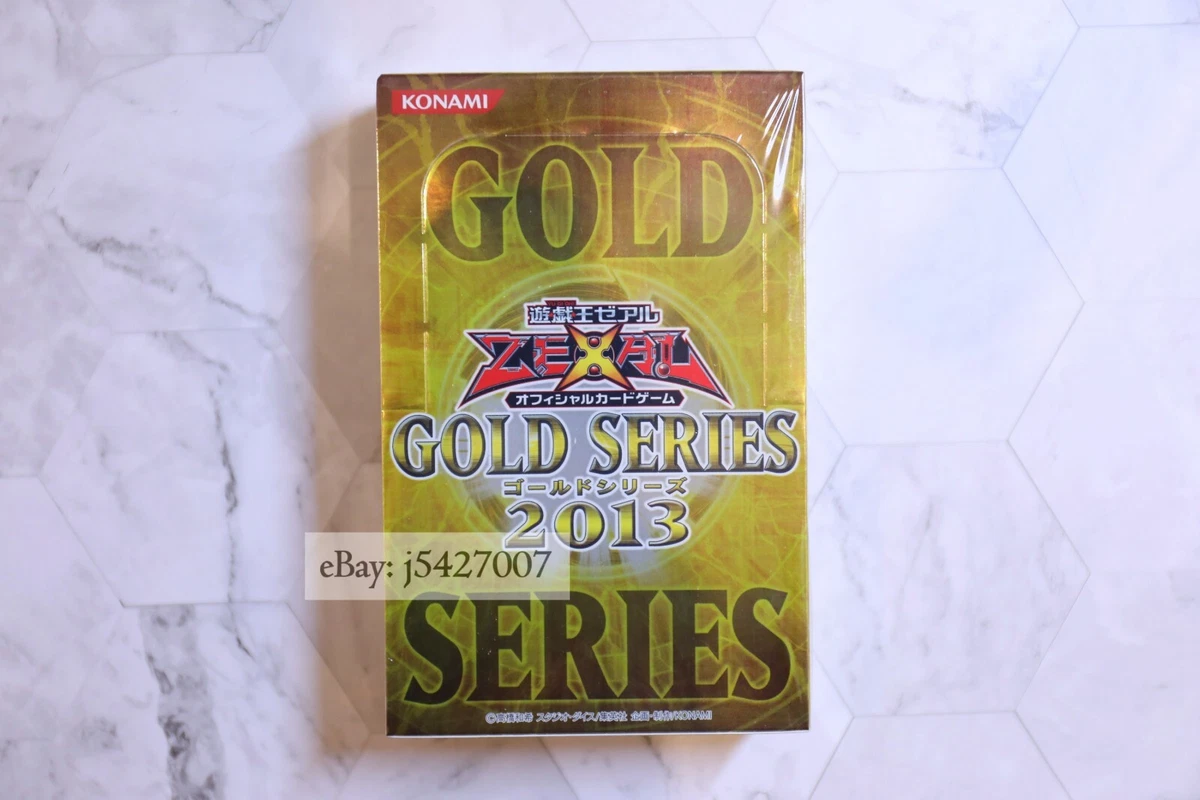 KONAMI
GOLD
遊戯王ゼアル
ZEXAL
オフィシャルカードゲーム
GOLD SERIES
ゴールドシリーズ
2013
eBay: j5427007
SERIES
©高橋和希 スタジオ・ダイス/集英社 企画・制作/KONAMI